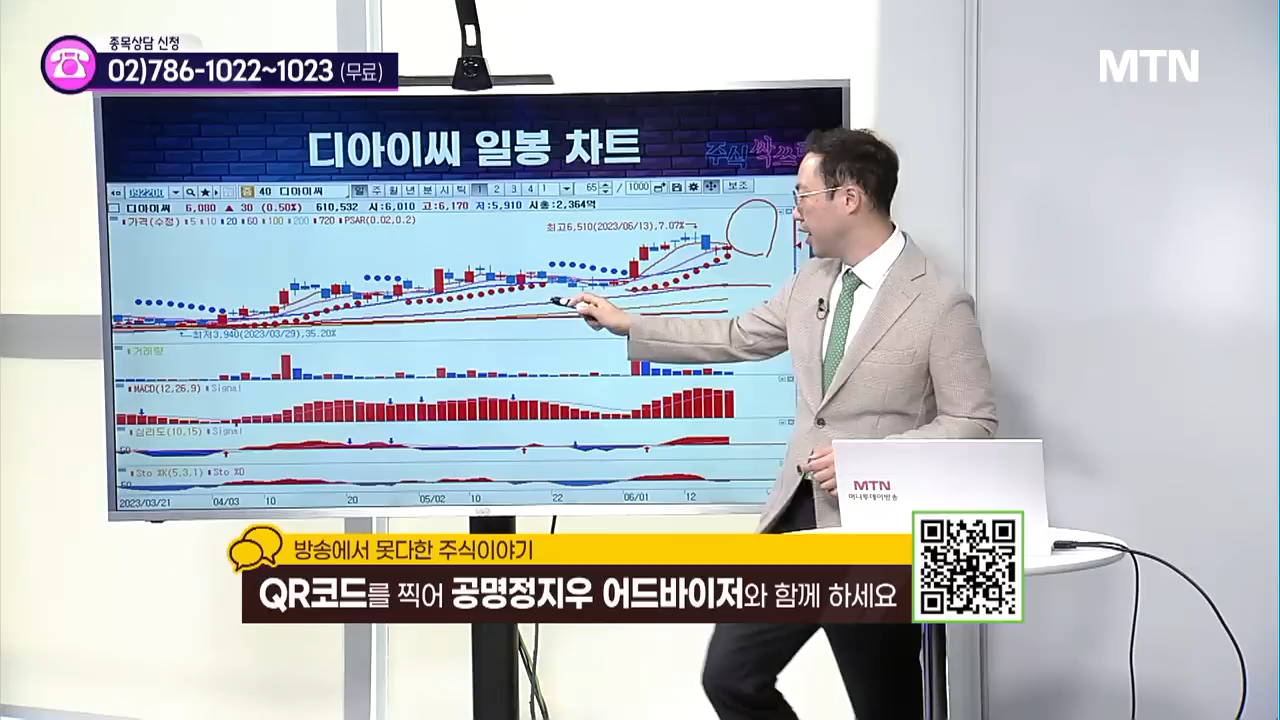 종목상담 신청
02)786-1022~1023 (무료)
MTN
디아이씨 일봉 차트
주식 싹쓰리
092200 40 디아이씨 일 주 월 년 분 시 틱 1 2 3 4 1 65 / 1000 보조
디아이씨 6,080 ▲ 30 (0.50%) 610,532 시:6,010 고:6,170 저:5,910 시총:2,364억
가격(수정) 5 10 20 60 100 200 720 PSAR(0.02,0.2)
최고6,510(2023/06/13),7.07%
최저3,940(2023/03/29),35.20%
거래량
MACD(12,26,9) Signal
심리도(10,15) Signal
Sto %K(5,3,1) Sto %D
2023/03/21 04/03 10 20 05/02 10 22 06/01 12
MTN
머니투데이방송
방송에서 못다한 주식이야기
QR코드를 찍어 공명정지우 어드바이저와 함께 하세요